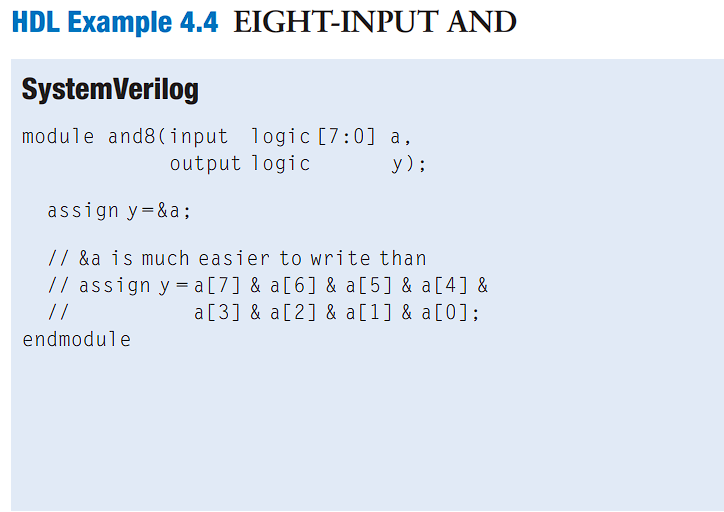 HDL Example 4.4 EIGHT-INPUT AND
SystemVerilog
module and8(input logic [7:0] a,
output logic y);
assign y=&a;
// &a is much easier to write than
// assign y = a[7] & a[6] & a[5] & a[4] &
// a[3] & a[2] & a[1] & a[0];
endmodule